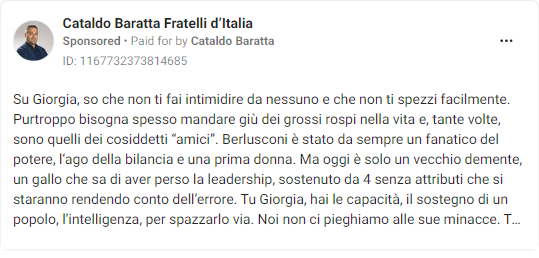 Cataldo Baratta Fratelli d’Italia
Sponsored • Paid for by Cataldo Baratta
ID: 1167732373814685
Su Giorgia, so che non ti fai intimidire da nessuno e che non ti spezzi facilmente.
Purtroppo bisogna spesso mandare giù dei grossi rospi nella vita e, tante volte,
sono quelli dei cosiddetti “amici”. Berlusconi è stato da sempre un fanatico del
potere, l’ago della bilancia e una prima donna. Ma oggi è solo un vecchio demente,
un gallo che sa di aver perso la leadership, sostenuto da 4 senza attributi che si
staranno rendendo conto dell’errore. Tu Giorgia, hai le capacità, il sostegno di un
popolo, l’intelligenza, per spazzarlo via. Noi non ci pieghiamo alle sue minacce. T...